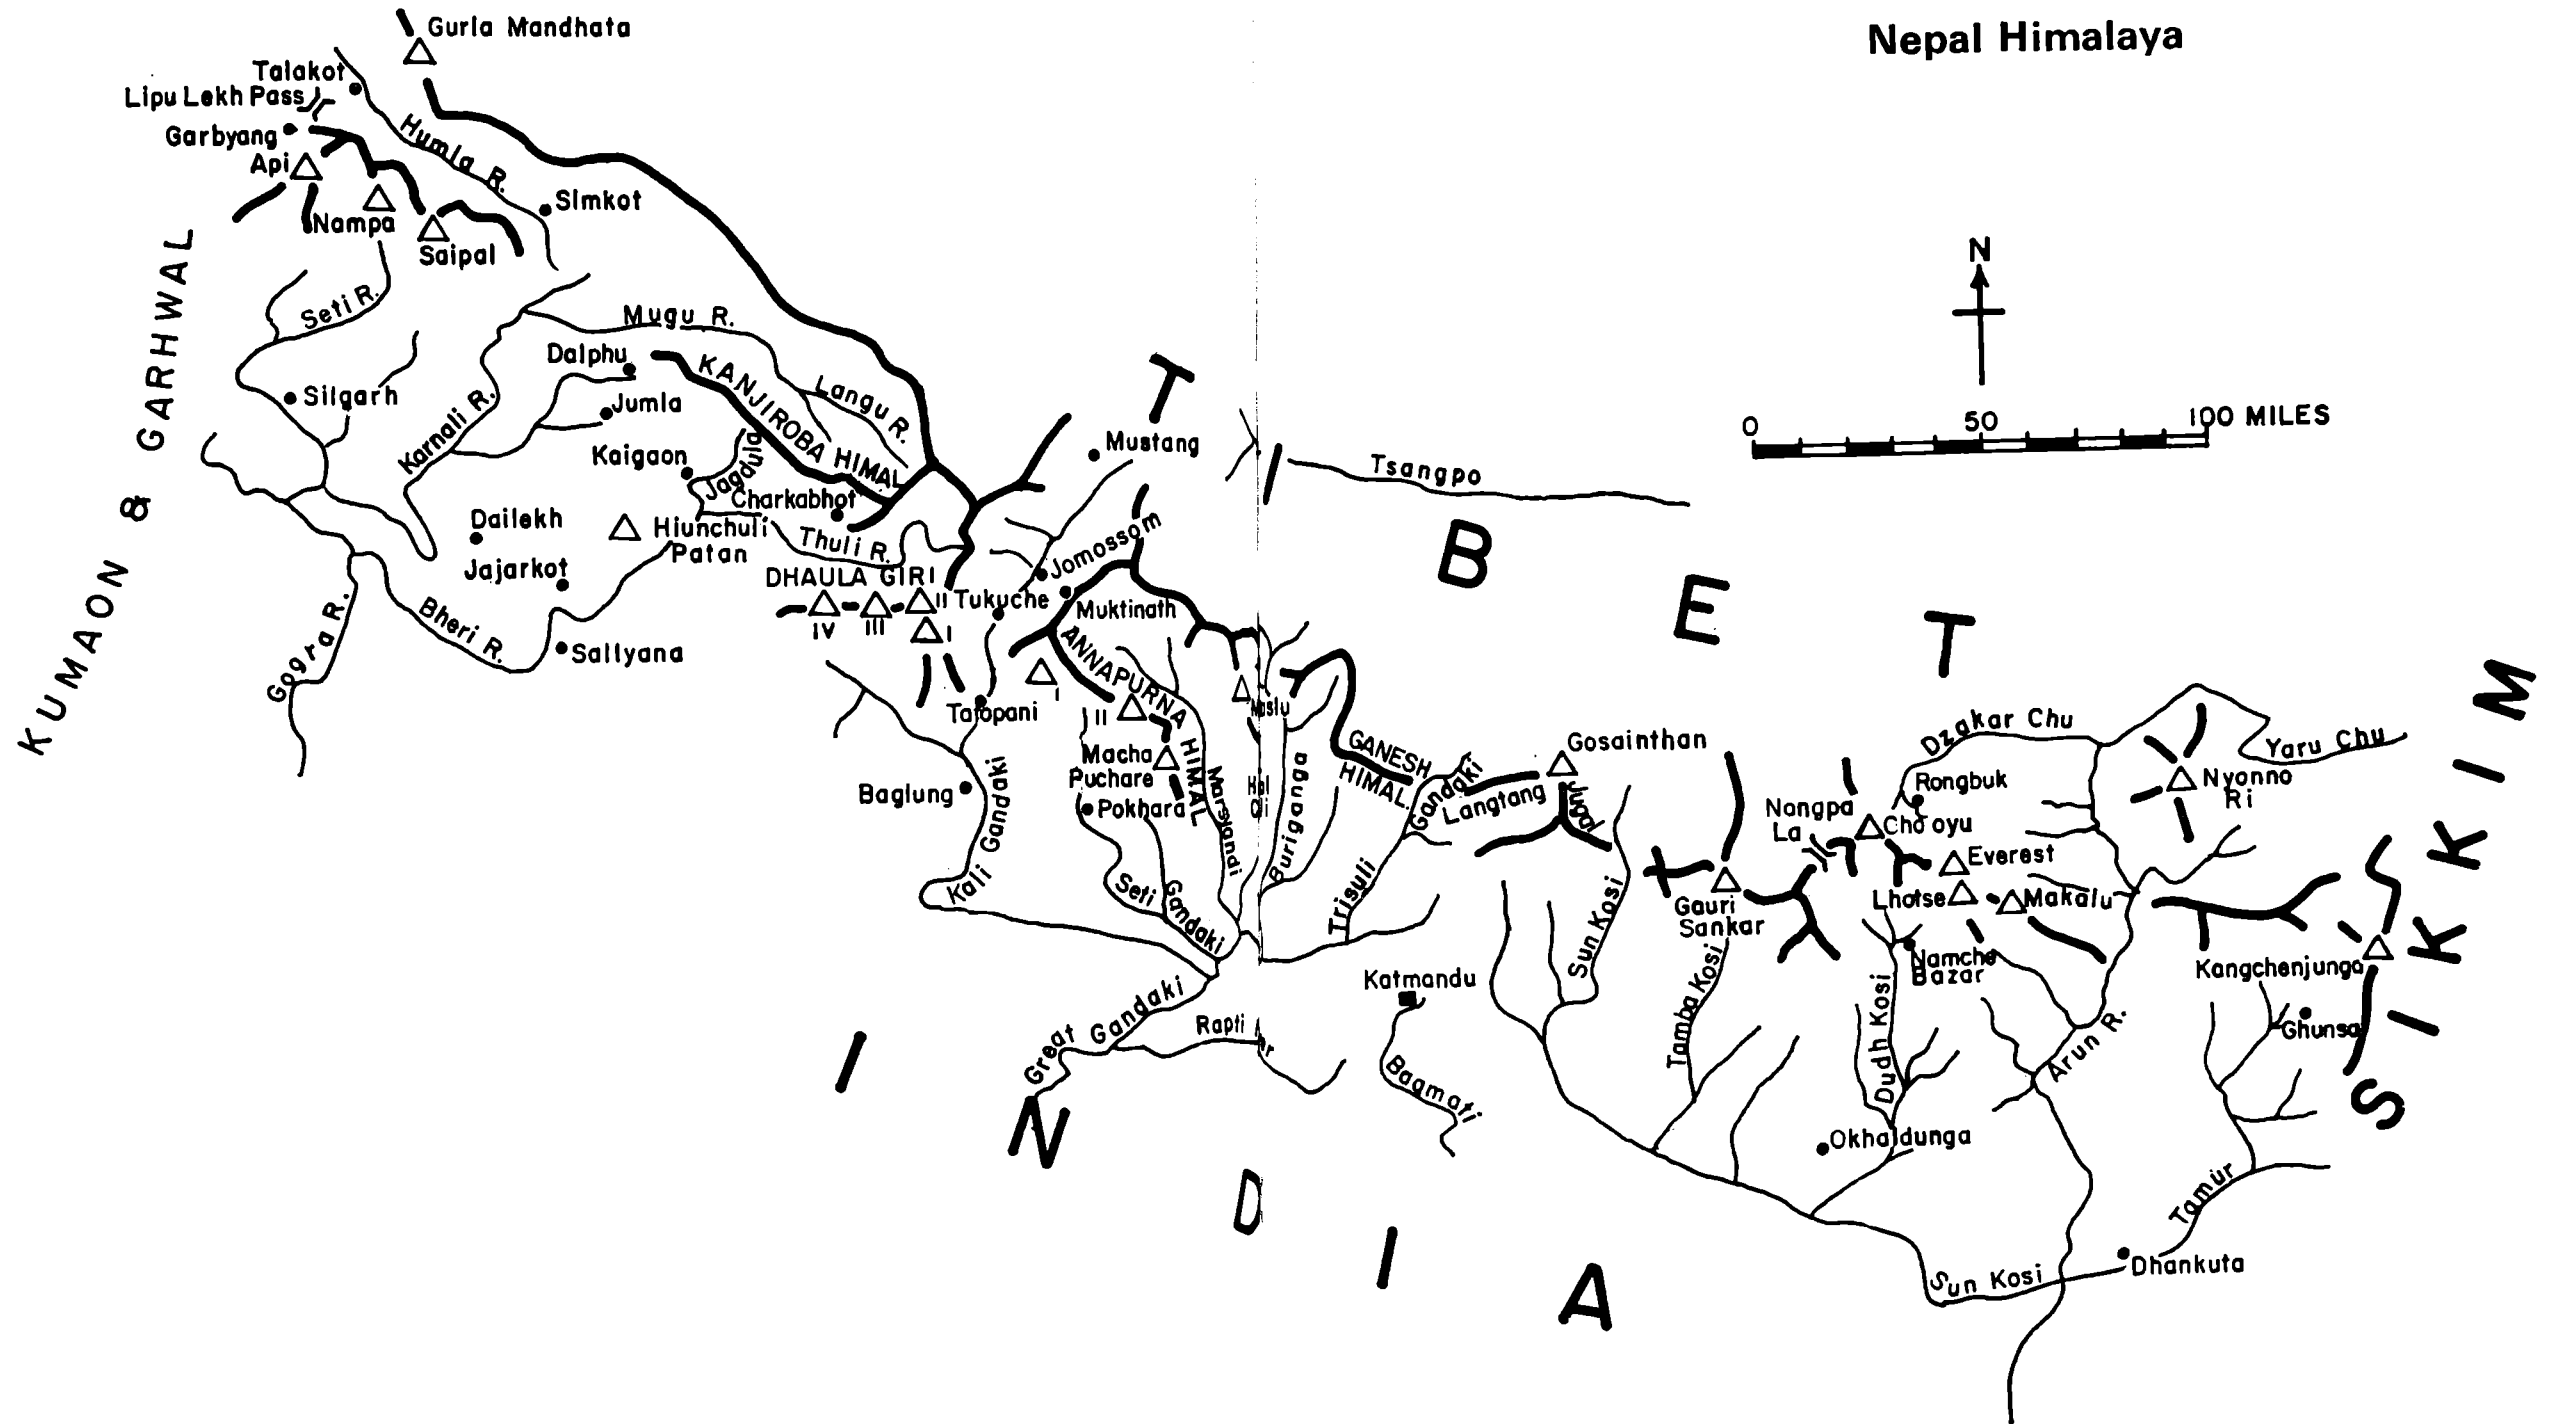 Nepal Himalaya
Gurla Mandhata
Talakot
Lipu Lekh Pass
Garbyang
Api
Humla R.
Simkot
Nampa
Saipal
KUMAON & GARHWAL
Seti R.
Mugu R.
Dalphu
KANJIROBA HIMAL
Langu R.
Silgarh
Jumla
Karnali R.
Kaigaon
Jagdula
Charkabhot
Mustang
T
I
B
E
T
Tsangpo
N
0
50
100 MILES
Dailekh
Hiunchuli
Patan
Thuli R.
Jajarkot
DHAULA GIRI
IV
III
II
I
Tukuche
Jomossom
Muktinath
Gogra R.
Bheri R.
Sallyana
ANNAPURNA HIMAL
I
II
Tatopani
Macha
Puchare
Pokhara
Baglung
Kali Gandaki
Marsyandi
Seti Gandaki
Buriganga
GANESH
HIMAL
Trisuli Gandaki
Langtang
Jugal
Gosainthan
Dzakar Chu
Yaru Chu
Rongbuk
Nyonno
Ri
Nangpa
La
Cho oyu
Everest
Lhotse
Makalu
Gauri
Sankar
Sun Kosi
Tamba Kosi
Namche
Bazar
Dudh Kosi
Kangchenjunga
Ghunsa
Arun R.
SIKKIM
Katmandu
Great Gandaki
Rapti
Bagmati
Okhaldunga
Tamur
Sun Kosi
Dhankuta
INDIA